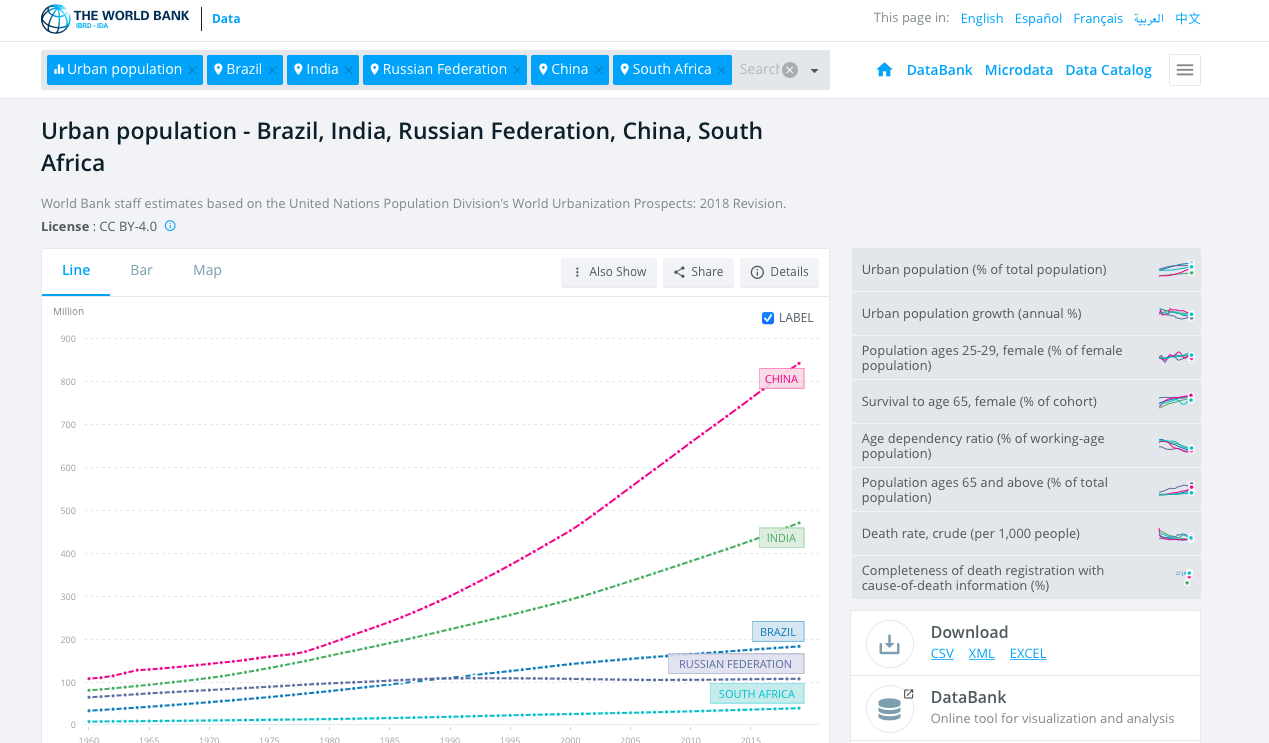 THE WORLD BANK
IBRD • IDA
Data
This page in: English Español Français العربية 中文
Urban population × Brazil × India × Russian Federation × China × South Africa × Search
DataBank Microdata Data Catalog
Urban population - Brazil, India, Russian Federation, China, South
Africa
World Bank staff estimates based on the United Nations Population Division's World Urbanization Prospects: 2018 Revision.
License : CC BY-4.0
Line Bar Map
Also Show Share Details
Million
LABEL
900
800
700
600
500
400
300
200
100
0
CHINA
INDIA
BRAZIL
RUSSIAN FEDERATION
SOUTH AFRICA
1960 1965 1970 1975 1980 1985 1990 1995 2000 2005 2010 2015
Urban population (% of total population)
Urban population growth (annual %)
Population ages 25-29, female (% of female
population)
Survival to age 65, female (% of cohort)
Age dependency ratio (% of working-age
population)
Population ages 65 and above (% of total
population)
Death rate, crude (per 1,000 people)
Completeness of death registration with
cause-of-death information (%)
Download
CSV XML EXCEL
DataBank
Online tool for visualization and analysis